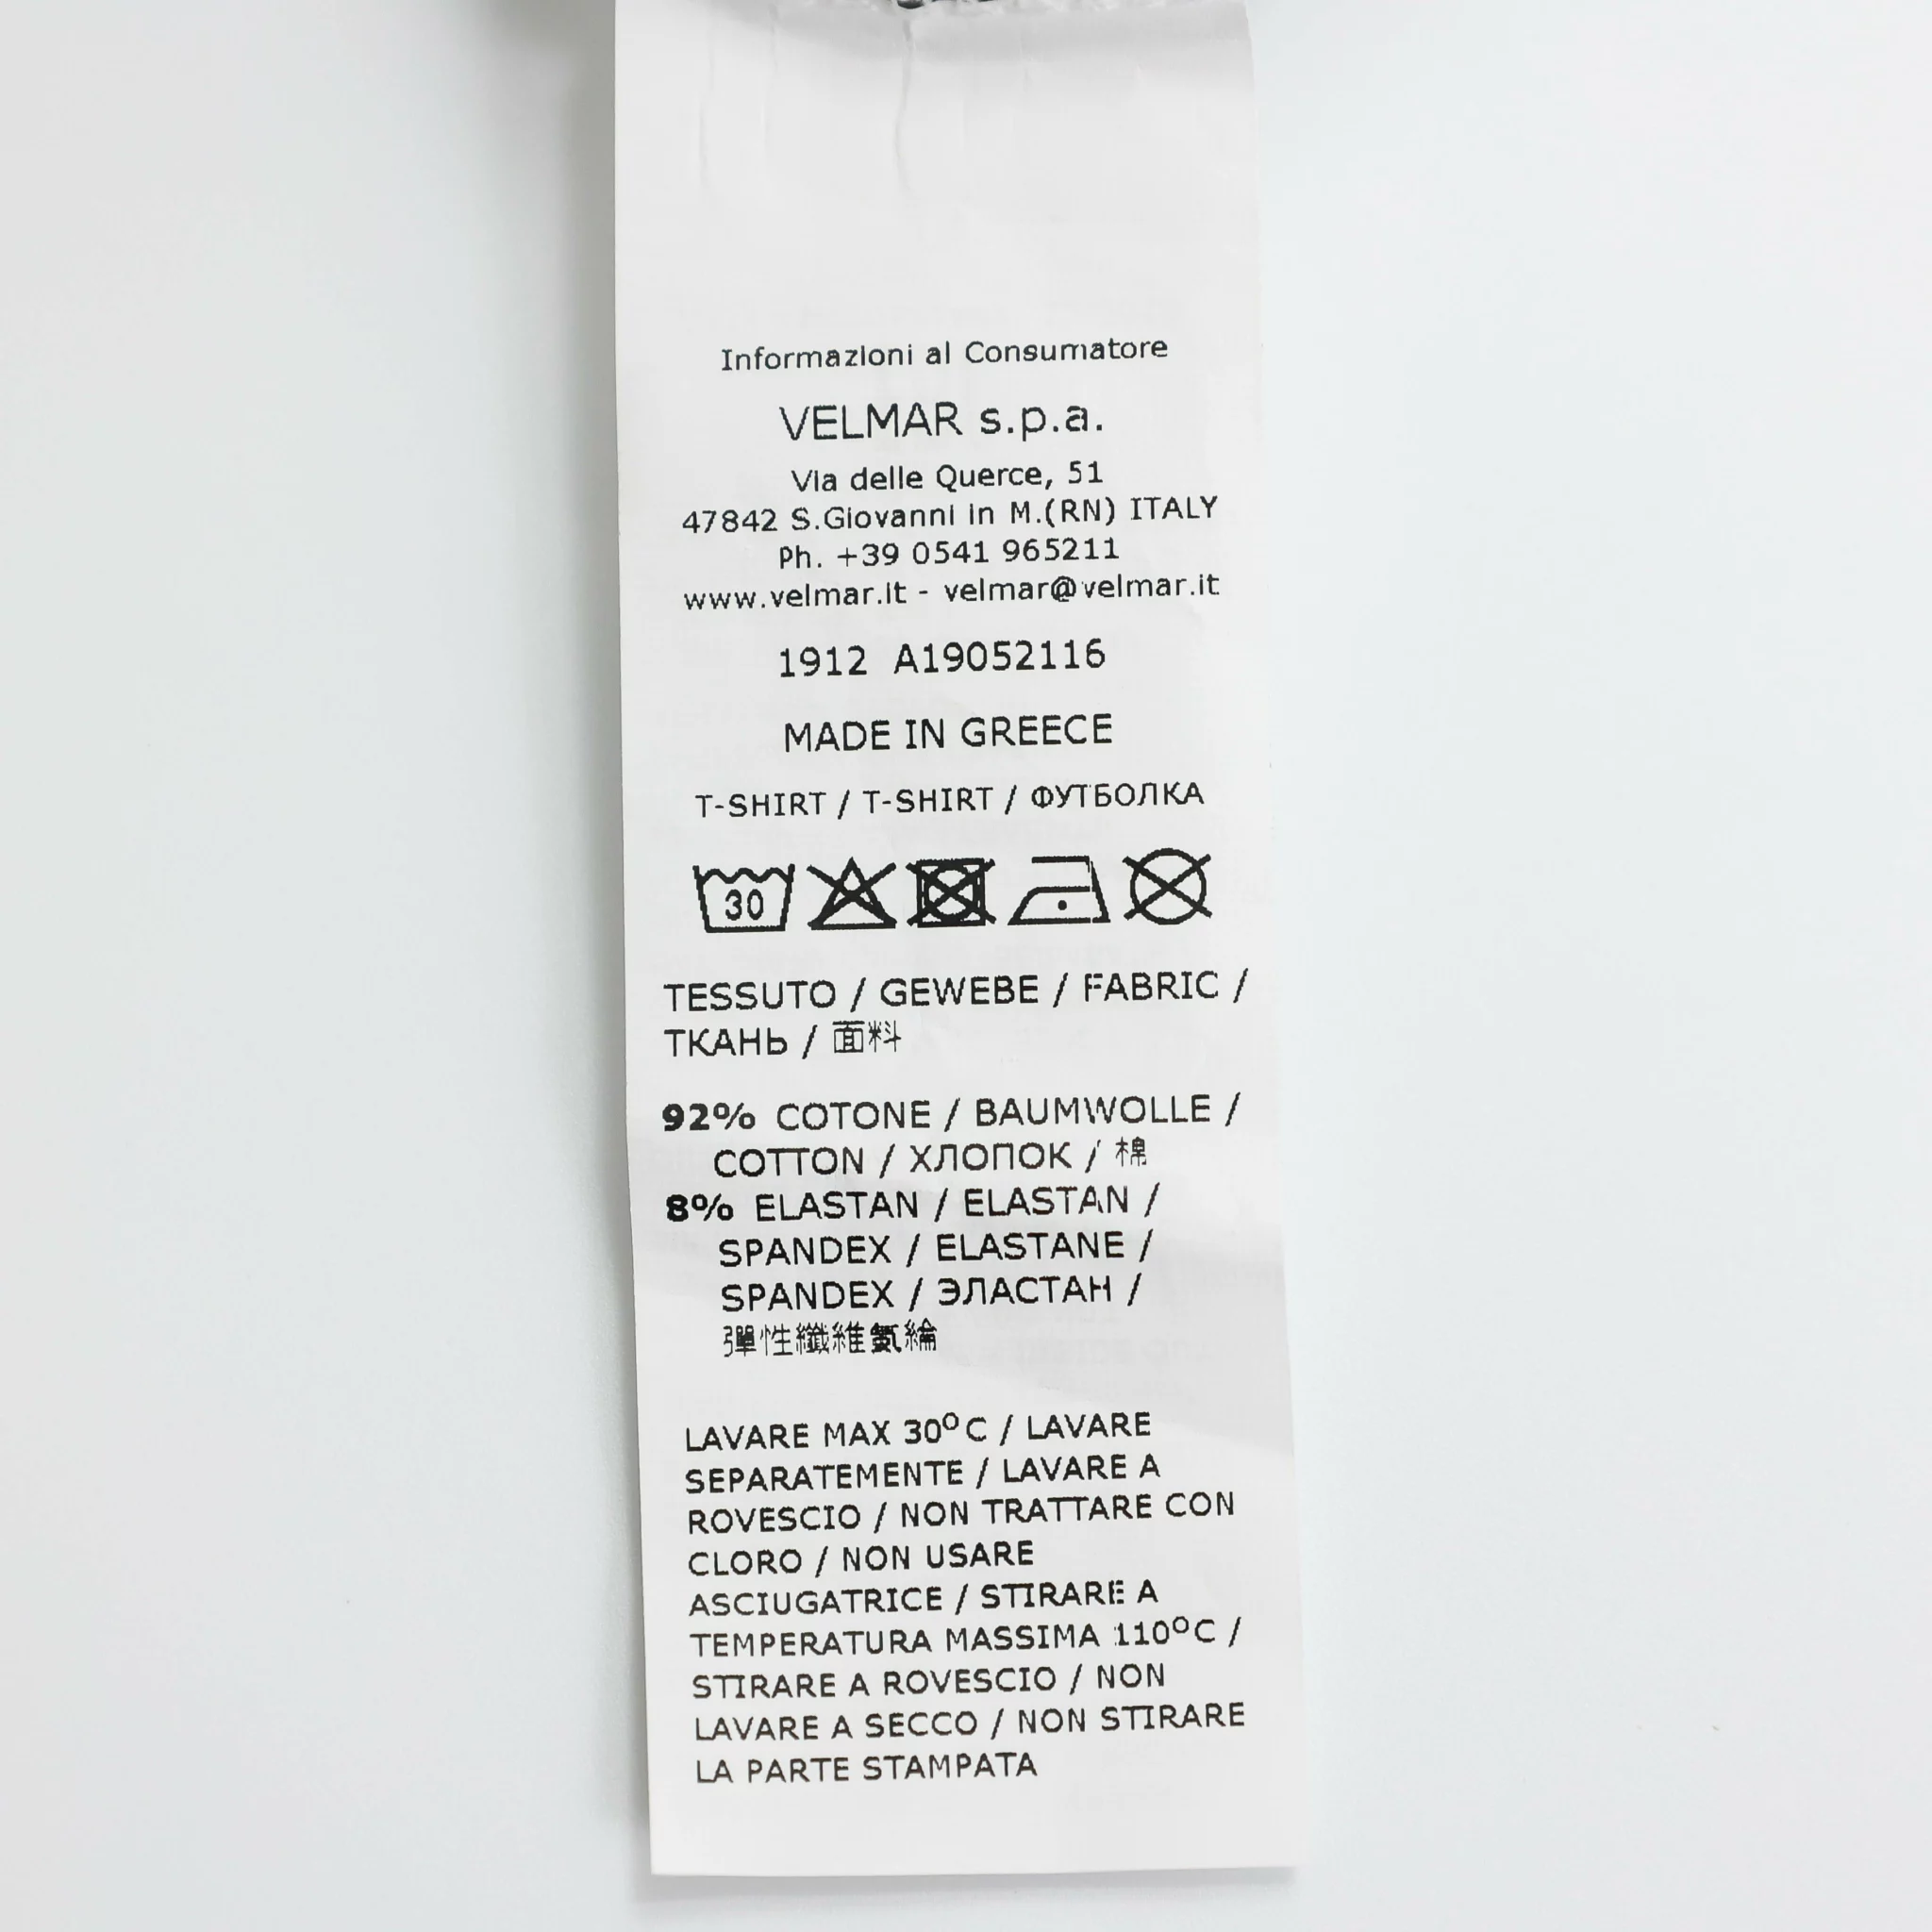 Informazioni al Consumatore
VELMAR s.p.a.
Via delle Querce, 51
47842 S.Giovanni in M.(RN) ITALY
Ph. +39 0541 965211
www.velmar.it - velmar@velmar.it
1912 A19052116
MADE IN GREECE
T-SHIRT / T-SHIRT / ФУТБОЛКА
30
TESSUTO / GEWEBE / FABRIC /
ТКАНЬ / 面料
92% COTONE / BAUMWOLLE /
COTTON / ХЛОПОК / 棉
8% ELASTAN / ELASTAN /
SPANDEX / ELASTANE /
SPANDEX / ЭЛАСТАН /
彈性纖維氨綸
LAVARE MAX 30°C / LAVARE
SEPARATEMENTE / LAVARE A
ROVESCIO / NON TRATTARE CON
CLORO / NON USARE
ASCIUGATRICE / STIRARE A
TEMPERATURA MASSIMA 110°C /
STIRARE A ROVESCIO / NON
LAVARE A SECCO / NON STIRARE
LA PARTE STAMPATA